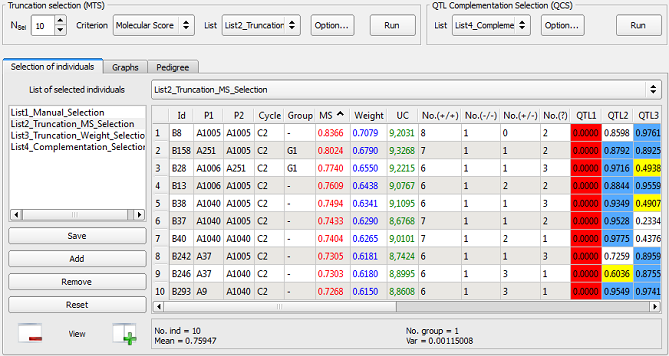 Truncation selection (MTS)
NSel 10 Criterion Molecular Score List List2_Truncation Option... Run
QTL Complementation Selection (QCS)
List List4_Compleme Option... Run
Selection of individuals Graphs Pedigree
List of selected individuals
List1_Manual_Selection
List2_Truncation_MS_Selection
List3_Truncation_Weight_Selectio
List4_Complementation_Selection
Save
Add
Remove
Reset
View
List2_Truncation_MS_Selection
Id P1 P2 Cycle Group MS Weight UC No.(+/+) No.(-/-) No.(+/-) No.(?) QTL1 QTL2 QTL3
1 B8 A1005 A1005 C2 - 0.8366 0.7079 9,2031 8 1 0 2 0.0000 0.8598 0.9761
2 B158 A251 A1005 C2 G1 0.8024 0.6790 9,3268 7 1 1 2 0.0000 0.8792 0.8925
3 B28 A1006 A251 C2 G1 0.7740 0.6550 9,2215 6 1 1 3 0.0000 0.9716 0.4938
4 B13 A1006 A1005 C2 - 0.7609 0.6438 9,0767 6 1 2 2 0.0000 0.8844 0.9559
5 B38 A1040 A1005 C2 - 0.7494 0.6341 9,1095 6 1 1 3 0.0000 0.9349 0.4907
6 B37 A1040 A1005 C2 - 0.7433 0.6290 8,6768 7 1 1 2 0.0000 0.9528 0.2334
7 B40 A1040 A1040 C2 - 0.7404 0.6265 9,0101 7 1 2 1 0.0000 0.9775 0.4376
8 B242 A37 A1005 C2 - 0.7305 0.6181 8,7424 6 1 1 3 0.0000 0.7259 0.8959
9 B246 A37 A1040 C2 - 0.7303 0.6180 8,8995 6 1 3 1 0.0000 0.6036 0.8755
10 B293 A9 A1040 C2 - 0.7268 0.6150 8,8608 6 1 3 1 0.0000 0.9549 0.9741
No. ind = 10 No. group = 1
Mean = 0.75947 Var = 0.00115008